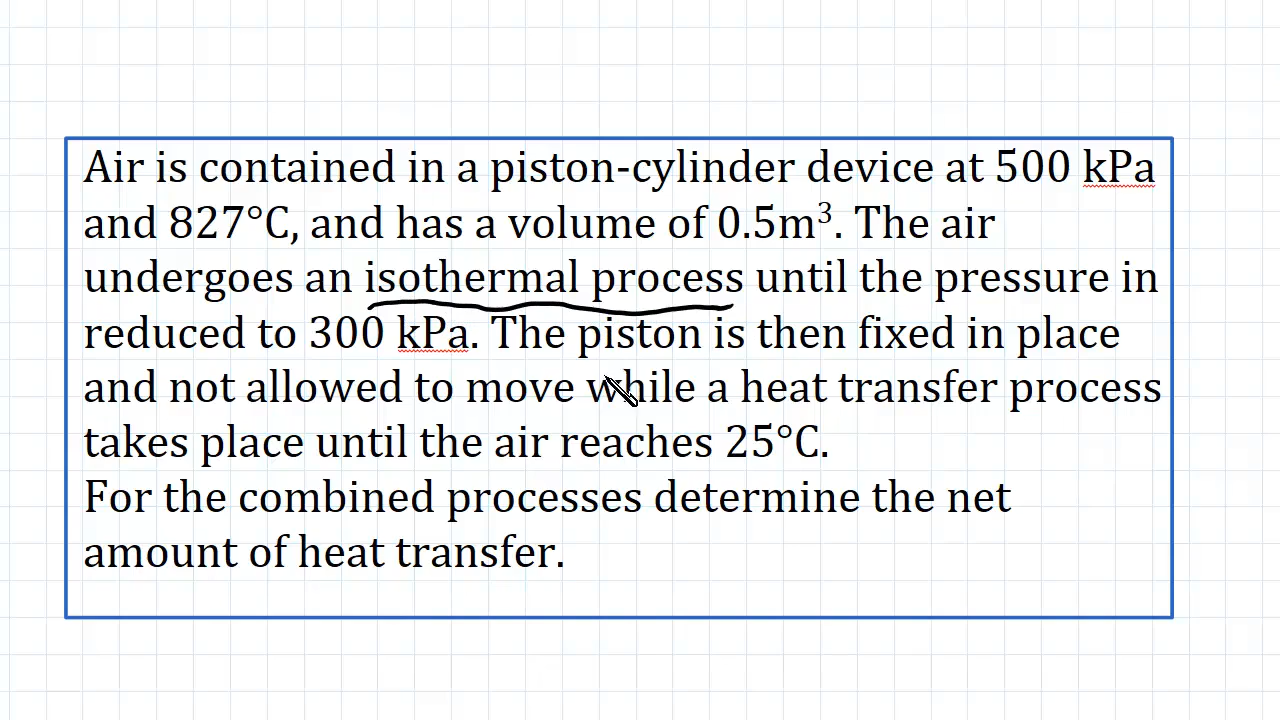 Air is contained in a piston-cylinder device at 500 kPa
and 827°C, and has a volume of 0.5m³. The air
undergoes an isothermal process until the pressure in
reduced to 300 kPa. The piston is then fixed in place
and not allowed to move while a heat transfer process
takes place until the air reaches 25°C.
For the combined processes determine the net
amount of heat transfer.